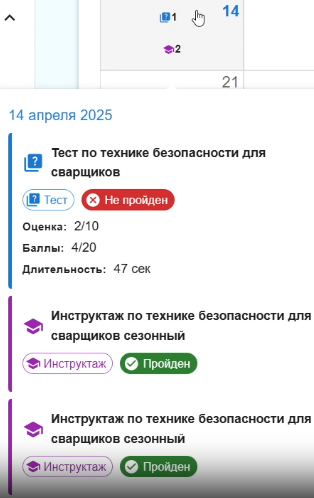 1
14
2
21
14 апреля 2025
Тест по технике безопасности для
сварщиков
Тест
Не пройден
Оценка: 2/10
Баллы: 4/20
Длительность: 47 сек
Инструктаж по технике безопасности для
сварщиков сезонный
Инструктаж
Пройден
Инструктаж по технике безопасности для
сварщиков сезонный
Инструктаж
Пройден